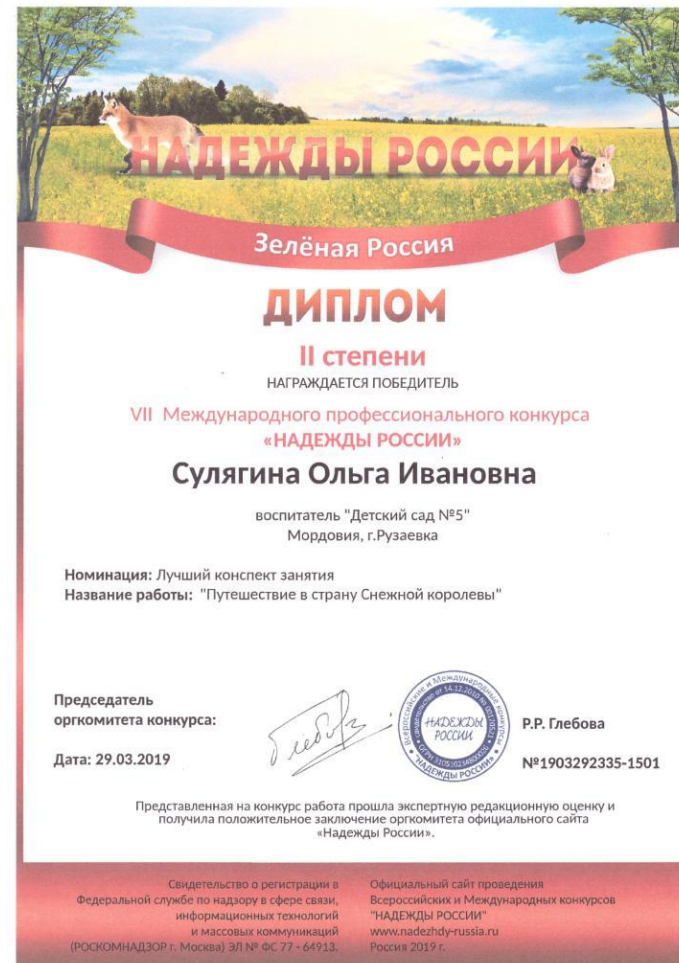 НАДЕЖДЫ РОССИИ
Зелёная Россия
ДИПЛОМ
II степени
НАГРАЖДАЕТСЯ ПОБЕДИТЕЛЬ
VII Международного профессионального конкурса
«НАДЕЖДЫ РОССИИ»
Сулягина Ольга Ивановна
воспитатель "Детский сад №5"
Мордовия, г.Рузаевка
Номинация: Лучший конспект занятия
Название работы: "Путешествие в страну Снежной королевы"
Председатель
оргкомитета конкурса:
НАДЕЖДЫ
РОССИИ
Р.Р. Глебова
Дата: 29.03.2019
№1903292335-1501
Представленная на конкурс работа прошла экспертную редакционную оценку и
получила положительное заключение оргкомитета официального сайта
«Надежды России».
Свидетельство о регистрации в
Федеральной службе по надзору в сфере связи,
информационных технологий
и массовых коммуникаций
(РОСКОМНАДЗОР г. Москва) ЭЛ № ФС 77 - 64913.
Официальный сайт проведения
Всероссийских и Международных конкурсов
"НАДЕЖДЫ РОССИИ"
www.nadezhdy-russia.ru
Россия 2019 г.